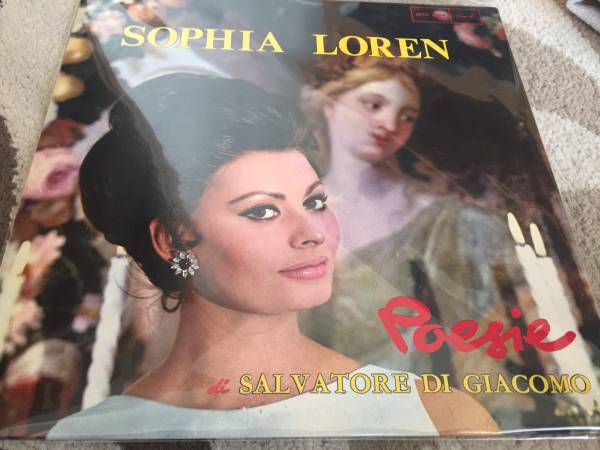 SOPHIA LOREN
Poesie
di SALVATORE DI GIACOMO